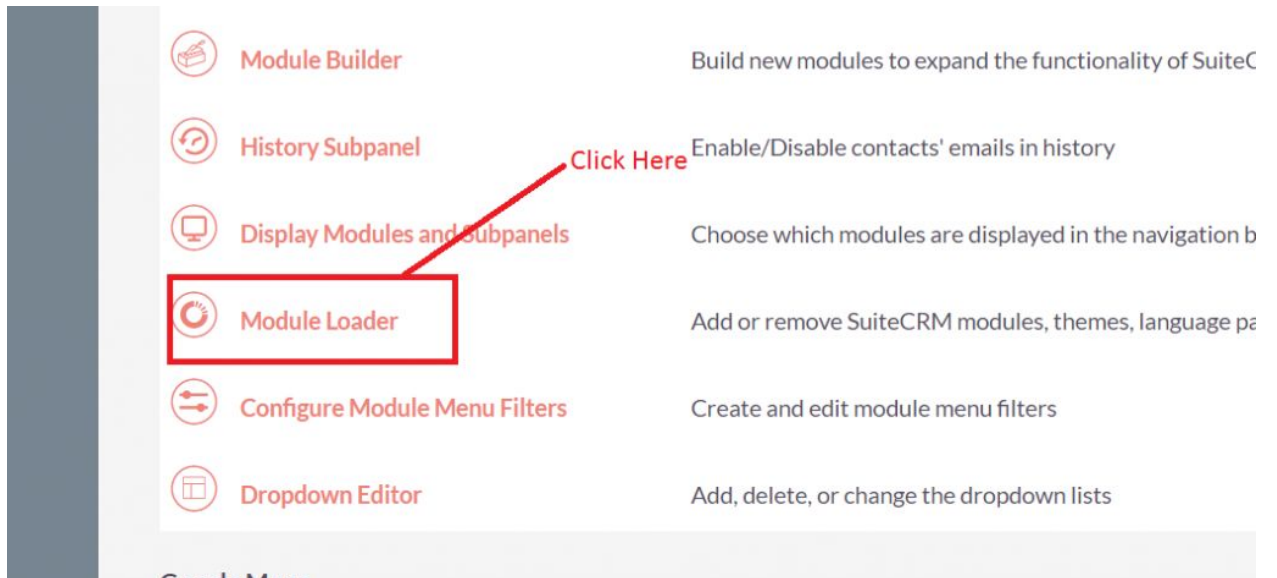 Module Builder Build new modules to expand the functionality of SuiteC
History Subpanel Enable/Disable contacts' emails in history
Click Here
Display Modules and Subpanels Choose which modules are displayed in the navigation b
Module Loader Add or remove SuiteCRM modules, themes, language pa
Configure Module Menu Filters Create and edit module menu filters
Dropdown Editor Add, delete, or change the dropdown lists